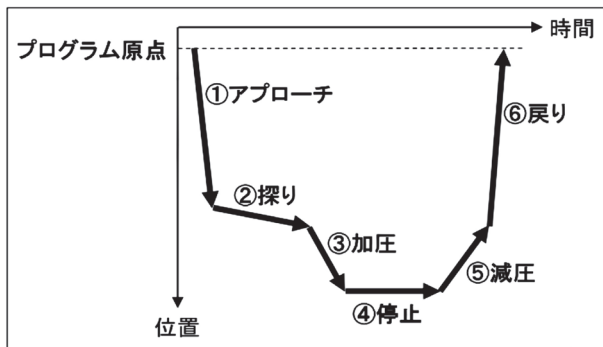 時間
プログラム原点
①アプローチ
⑥戻り
②探り
③加圧
⑤減圧
④停止
位置